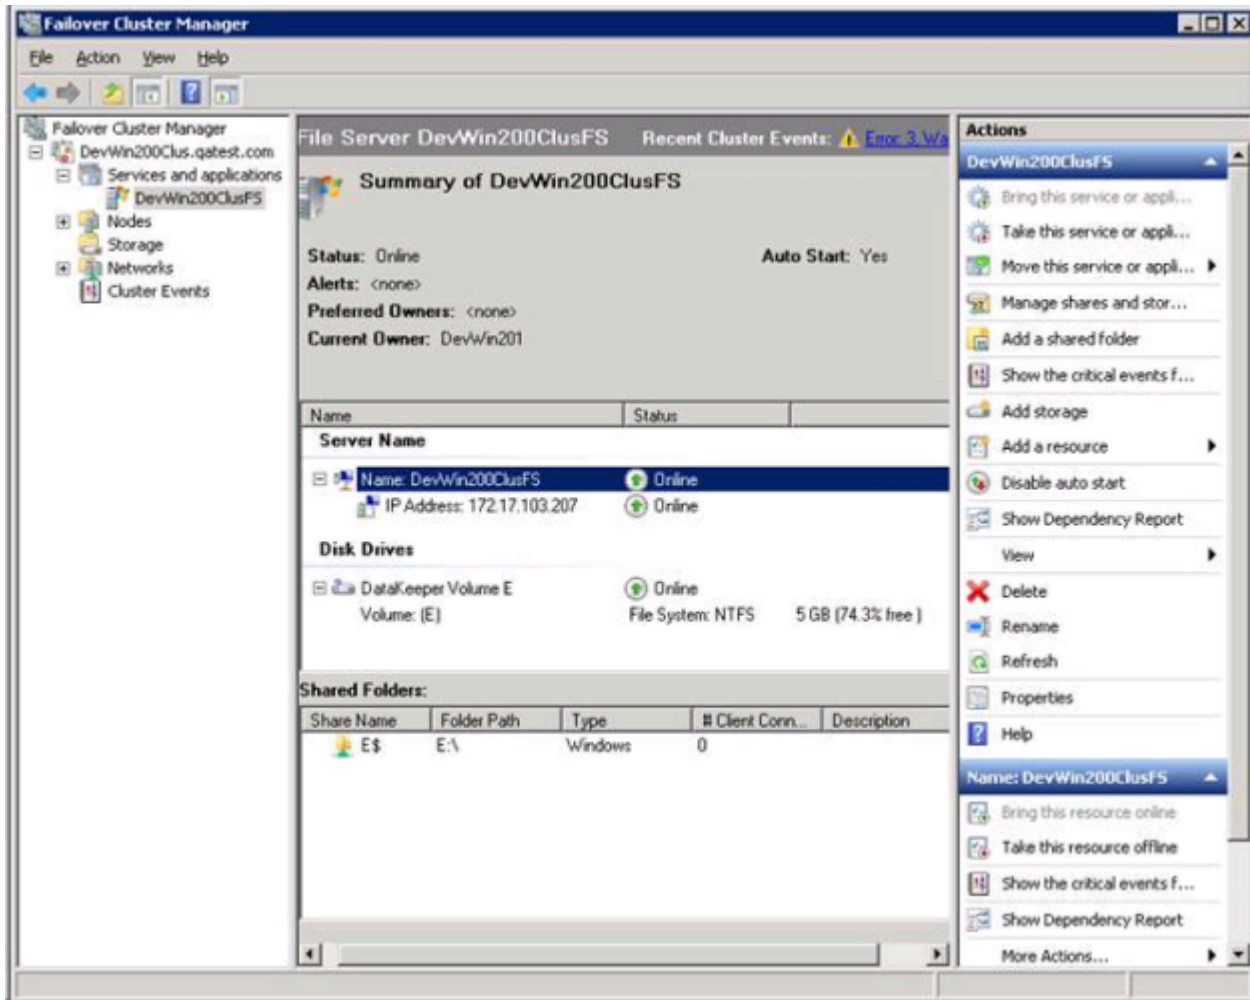 Failover Cluster Manager
File Action View Help
Failover Cluster Manager
DevWin200Clus.qatest.com
Services and applications
DevWin200ClusFS
Nodes
Storage
Networks
Cluster Events
File Server DevWin200ClusFS Recent Cluster Events: Error: 3, Wa
Summary of DevWin200ClusFS
Status: Online Auto Start: Yes
Alerts: <none>
Preferred Owners: <none>
Current Owner: DevWin201
Name Status
Server Name
Name: DevWin200ClusFS Online
IP Address: 172.17.103.207 Online
Disk Drives
DataKeeper Volume E Online
Volume: (E) File System: NTFS 5 GB (74.3% free )
Shared Folders:
Share Name Folder Path Type # Client Conn... Description
E$ E:\ Windows 0
Actions
DevWin200ClusFS
Bring this service or appli...
Take this service or appli...
Move this service or appli...
Manage shares and stor...
Add a shared folder
Show the critical events f...
Add storage
Add a resource
Disable auto start
Show Dependency Report
View
Delete
Rename
Refresh
Properties
Help
Name: DevWin200ClusFS
Bring this resource online
Take this resource offline
Show the critical events f...
Show Dependency Report
More Actions...